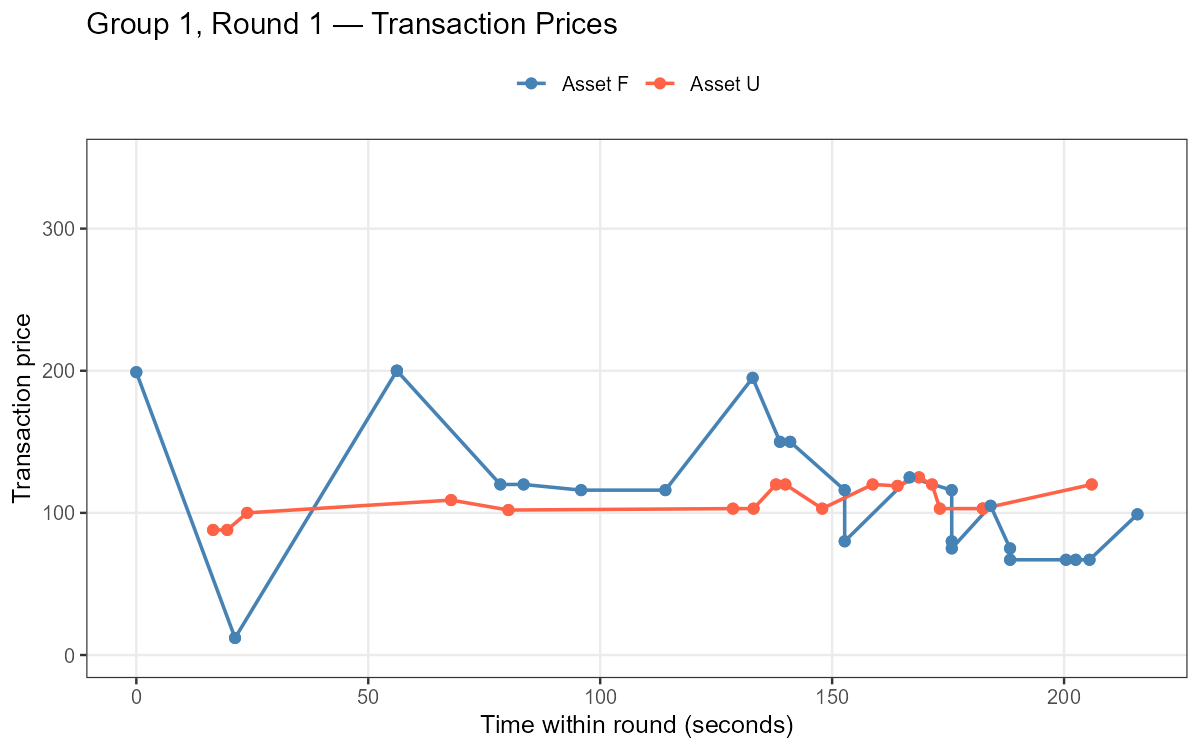 Group 1, Round 1 — Transaction Prices
Asset F Asset U
Transaction price
300
200
100
0
0 50 100 150 200
Time within round (seconds)